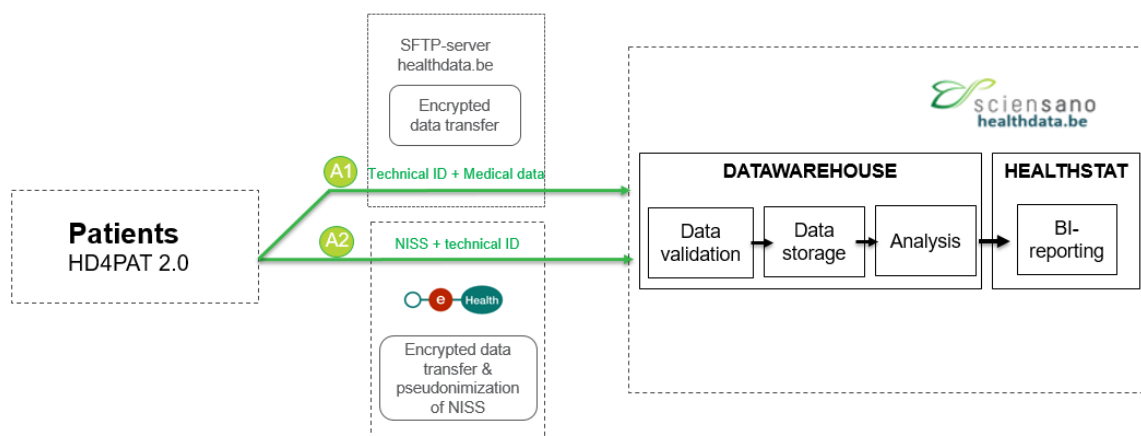 SFTP-server
healthdata.be
Encrypted
data transfer
A1
Technical ID + Medical data
Patients
HD4PAT 2.0
A2
NISS + technical ID
e
Health
Encrypted data
transfer &
pseudonimization
of NISS
sciensano
healthdata.be
DATAWAREHOUSE
Data
validation
Data
storage
Analysis
HEALTHSTAT
BI-
reporting